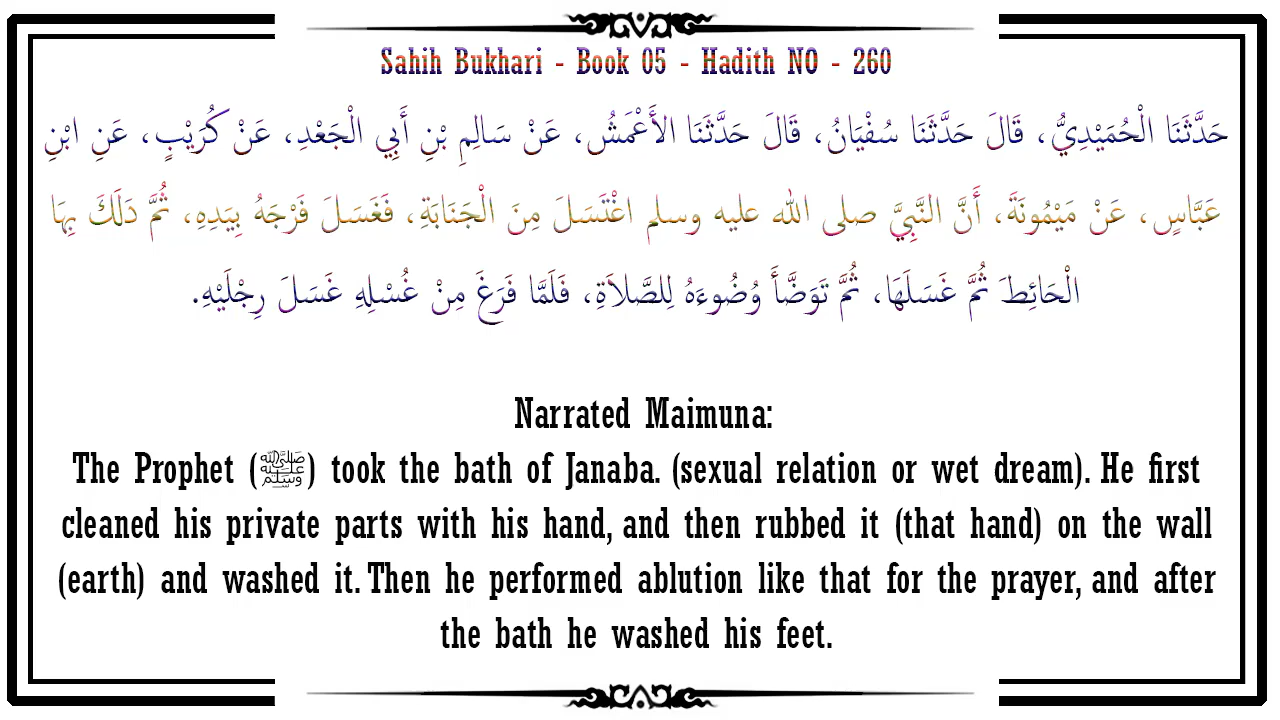 Sahih Bukhari - Book 05 - Hadith NO - 260
حَدَّثَنَا الْحُمَيْدِيُّ، قَالَ حَدَّثَنَا سُفْيَانُ، قَالَ حَدَّثَنَا الأَعْمَشُ، عَنْ سَالِمِ بْنِ أَبِي الْجَعْدِ، عَنْ كُرَيْبٍ، عَنِ ابْنِ
عَبَّاسٍ، عَنْ مَيْمُونَةَ، أَنَّ النَّبِيَّ صلى الله عليه وسلم اغْتَسَلَ مِنَ الْجَنَابَةِ، فَغَسَلَ فَرْجَهُ بِيَدِهِ، ثُمَّ دَلَكَ بِهَا
الْحَائِطَ ثُمَّ غَسَلَهَا، ثُمَّ تَوَضَّأَ وُضُوءَهُ لِلصَّلاَةِ، فَلَمَّا فَرَغَ مِنْ غُسْلِهِ غَسَلَ رِجْلَيْهِ.
Narrated Maimuna:
The Prophet (ﷺ) took the bath of Janaba. (sexual relation or wet dream). He first
cleaned his private parts with his hand, and then rubbed it (that hand) on the wall
(earth) and washed it. Then he performed ablution like that for the prayer, and after
the bath he washed his feet.